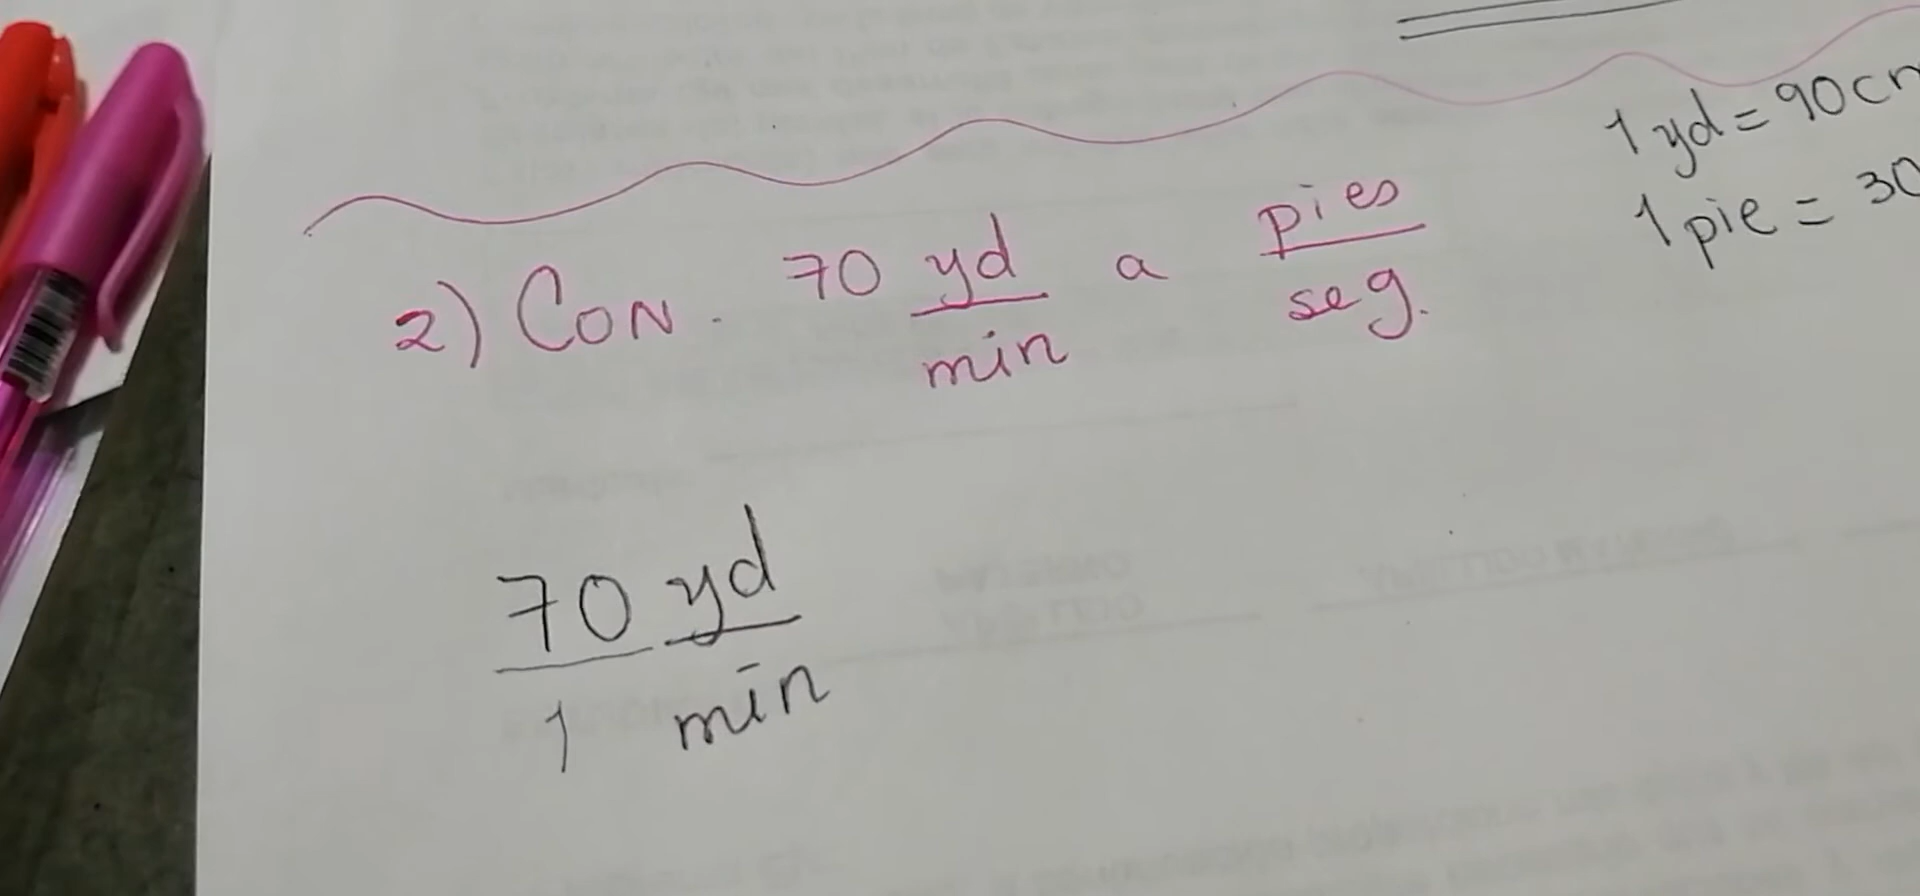 1 yd = 90 cm
1 pie = 30
2) CON. 70 yd/min a pies/seg.
70 yd
1 min